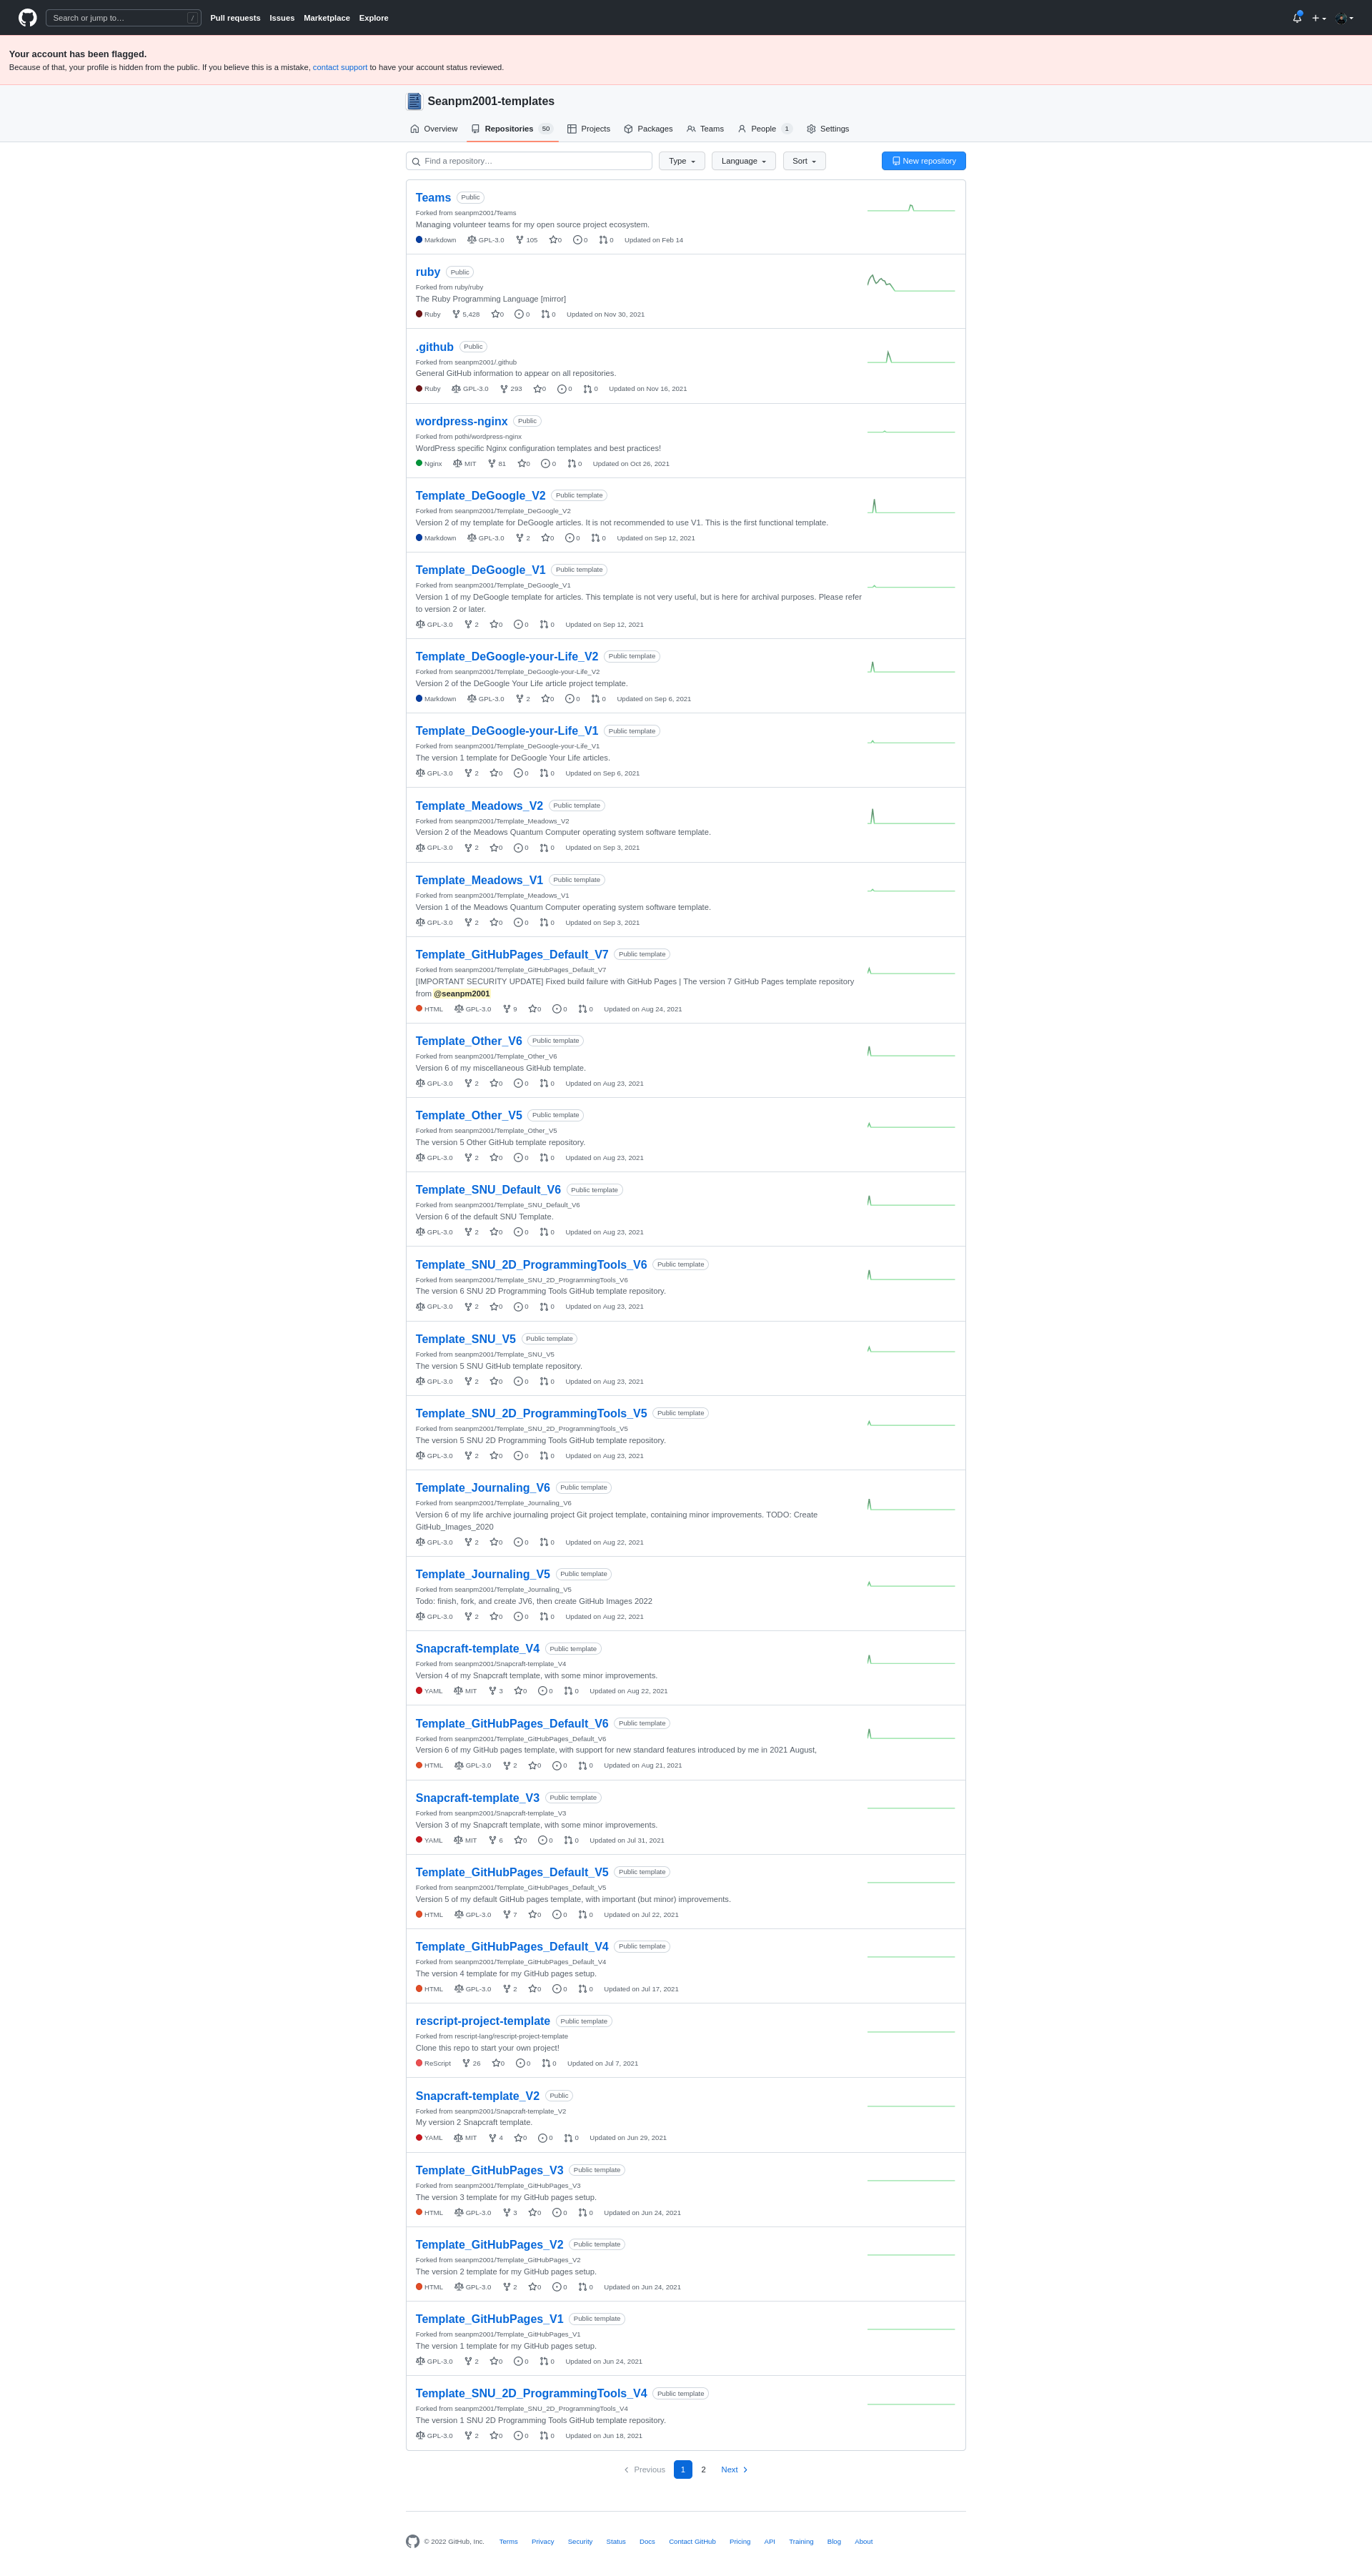 Search or jump to… /
Pull requests Issues Marketplace Explore
Your account has been flagged.
Because of that, your profile is hidden from the public. If you believe this is a mistake, contact support to have your account status reviewed.
Seanpm2001-templates
Overview Repositories 50 Projects Packages Teams People 1 Settings
Find a repository… Type Language Sort New repository
Teams Public
Forked from seanpm2001/Teams
Managing volunteer teams for my open source project ecosystem.
Markdown GPL-3.0 105 0 0 0 Updated on Feb 14
ruby Public
Forked from ruby/ruby
The Ruby Programming Language [mirror]
Ruby 5,428 0 0 0 Updated on Nov 30, 2021
.github Public
Forked from seanpm2001/.github
General GitHub information to appear on all repositories.
Ruby GPL-3.0 293 0 0 0 Updated on Nov 16, 2021
wordpress-nginx Public
Forked from pothi/wordpress-nginx
WordPress specific Nginx configuration templates and best practices!
Nginx MIT 81 0 0 0 Updated on Oct 26, 2021
Template_DeGoogle_V2 Public template
Forked from seanpm2001/Template_DeGoogle_V2
Version 2 of my template for DeGoogle articles. It is not recommended to use V1. This is the first functional template.
Markdown GPL-3.0 2 0 0 0 Updated on Sep 12, 2021
Template_DeGoogle_V1 Public template
Forked from seanpm2001/Template_DeGoogle_V1
Version 1 of my DeGoogle template for articles. This template is not very useful, but is here for archival purposes. Please refer
to version 2 or later.
GPL-3.0 2 0 0 0 Updated on Sep 12, 2021
Template_DeGoogle-your-Life_V2 Public template
Forked from seanpm2001/Template_DeGoogle-your-Life_V2
Version 2 of the DeGoogle Your Life article project template.
Markdown GPL-3.0 2 0 0 0 Updated on Sep 6, 2021
Template_DeGoogle-your-Life_V1 Public template
Forked from seanpm2001/Template_DeGoogle-your-Life_V1
The version 1 template for DeGoogle Your Life articles.
GPL-3.0 2 0 0 0 Updated on Sep 6, 2021
Template_Meadows_V2 Public template
Forked from seanpm2001/Template_Meadows_V2
Version 2 of the Meadows Quantum Computer operating system software template.
GPL-3.0 2 0 0 0 Updated on Sep 3, 2021
Template_Meadows_V1 Public template
Forked from seanpm2001/Template_Meadows_V1
Version 1 of the Meadows Quantum Computer operating system software template.
GPL-3.0 2 0 0 0 Updated on Sep 3, 2021
Template_GitHubPages_Default_V7 Public template
Forked from seanpm2001/Template_GitHubPages_Default_V7
[IMPORTANT SECURITY UPDATE] Fixed build failure with GitHub Pages | The version 7 GitHub Pages template repository
from @seanpm2001
HTML GPL-3.0 9 0 0 0 Updated on Aug 24, 2021
Template_Other_V6 Public template
Forked from seanpm2001/Template_Other_V6
Version 6 of my miscellaneous GitHub template.
GPL-3.0 2 0 0 0 Updated on Aug 23, 2021
Template_Other_V5 Public template
Forked from seanpm2001/Template_Other_V5
The version 5 Other GitHub template repository.
GPL-3.0 2 0 0 0 Updated on Aug 23, 2021
Template_SNU_Default_V6 Public template
Forked from seanpm2001/Template_SNU_Default_V6
Version 6 of the default SNU Template.
GPL-3.0 2 0 0 0 Updated on Aug 23, 2021
Template_SNU_2D_ProgrammingTools_V6 Public template
Forked from seanpm2001/Template_SNU_2D_ProgrammingTools_V6
The version 6 SNU 2D Programming Tools GitHub template repository.
GPL-3.0 2 0 0 0 Updated on Aug 23, 2021
Template_SNU_V5 Public template
Forked from seanpm2001/Template_SNU_V5
The version 5 SNU GitHub template repository.
GPL-3.0 2 0 0 0 Updated on Aug 23, 2021
Template_SNU_2D_ProgrammingTools_V5 Public template
Forked from seanpm2001/Template_SNU_2D_ProgrammingTools_V5
The version 5 SNU 2D Programming Tools GitHub template repository.
GPL-3.0 2 0 0 0 Updated on Aug 23, 2021
Template_Journaling_V6 Public template
Forked from seanpm2001/Template_Journaling_V6
Version 6 of my life archive journaling project Git project template, containing minor improvements. TODO: Create
GitHub_Images_2020
GPL-3.0 2 0 0 0 Updated on Aug 22, 2021
Template_Journaling_V5 Public template
Forked from seanpm2001/Template_Journaling_V5
Todo: finish, fork, and create JV6, then create GitHub Images 2022
GPL-3.0 2 0 0 0 Updated on Aug 22, 2021
Snapcraft-template_V4 Public template
Forked from seanpm2001/Snapcraft-template_V4
Version 4 of my Snapcraft template, with some minor improvements.
YAML MIT 3 0 0 0 Updated on Aug 22, 2021
Template_GitHubPages_Default_V6 Public template
Forked from seanpm2001/Template_GitHubPages_Default_V6
Version 6 of my GitHub pages template, with support for new standard features introduced by me in 2021 August,
HTML GPL-3.0 2 0 0 0 Updated on Aug 21, 2021
Snapcraft-template_V3 Public template
Forked from seanpm2001/Snapcraft-template_V3
Version 3 of my Snapcraft template, with some minor improvements.
YAML MIT 6 0 0 0 Updated on Jul 31, 2021
Template_GitHubPages_Default_V5 Public template
Forked from seanpm2001/Template_GitHubPages_Default_V5
Version 5 of my default GitHub pages template, with important (but minor) improvements.
HTML GPL-3.0 7 0 0 0 Updated on Jul 22, 2021
Template_GitHubPages_Default_V4 Public template
Forked from seanpm2001/Template_GitHubPages_Default_V4
The version 4 template for my GitHub pages setup.
HTML GPL-3.0 2 0 0 0 Updated on Jul 17, 2021
rescript-project-template Public template
Forked from rescript-lang/rescript-project-template
Clone this repo to start your own project!
ReScript 26 0 0 0 Updated on Jul 7, 2021
Snapcraft-template_V2 Public
Forked from seanpm2001/Snapcraft-template_V2
My version 2 Snapcraft template.
YAML MIT 4 0 0 0 Updated on Jun 29, 2021
Template_GitHubPages_V3 Public template
Forked from seanpm2001/Template_GitHubPages_V3
The version 3 template for my GitHub pages setup.
HTML GPL-3.0 3 0 0 0 Updated on Jun 24, 2021
Template_GitHubPages_V2 Public template
Forked from seanpm2001/Template_GitHubPages_V2
The version 2 template for my GitHub pages setup.
HTML GPL-3.0 2 0 0 0 Updated on Jun 24, 2021
Template_GitHubPages_V1 Public template
Forked from seanpm2001/Template_GitHubPages_V1
The version 1 template for my GitHub pages setup.
GPL-3.0 2 0 0 0 Updated on Jun 24, 2021
Template_SNU_2D_ProgrammingTools_V4 Public template
Forked from seanpm2001/Template_SNU_2D_ProgrammingTools_V4
The version 1 SNU 2D Programming Tools GitHub template repository.
GPL-3.0 2 0 0 0 Updated on Jun 18, 2021
Previous 1 2 Next
© 2022 GitHub, Inc. Terms Privacy Security Status Docs Contact GitHub Pricing API Training Blog About